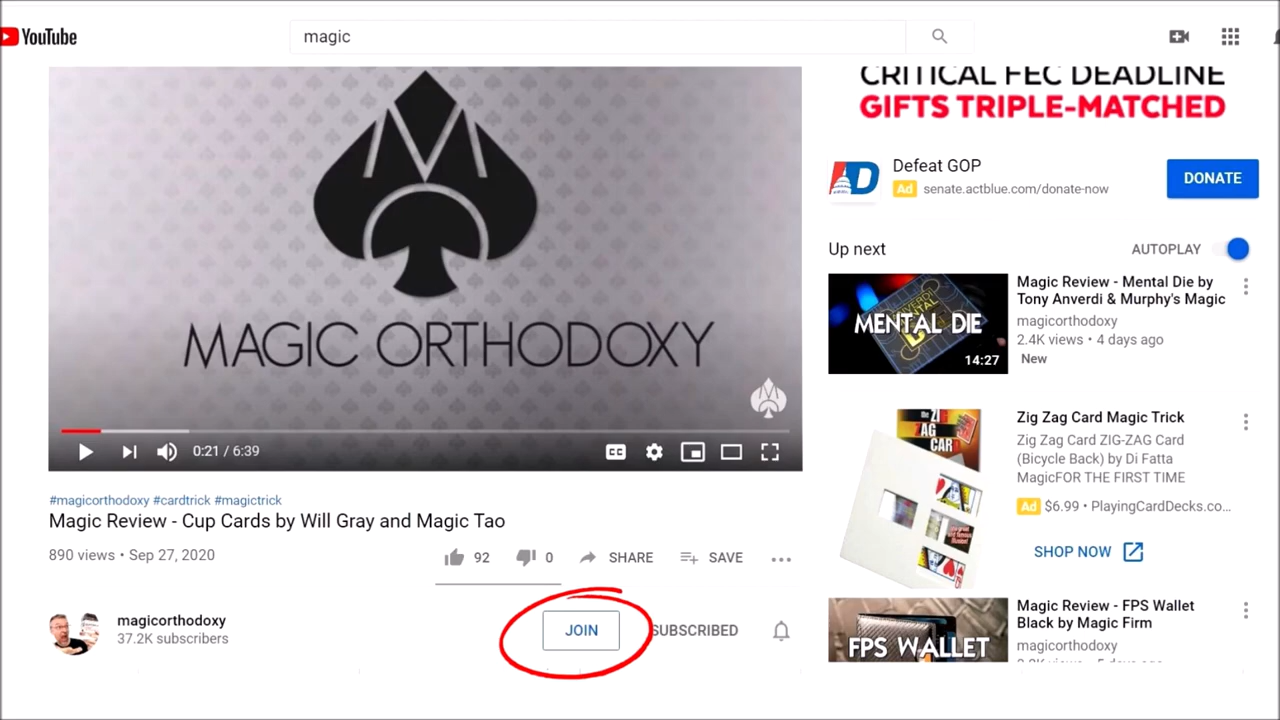 YouTube
magic
CRITICAL FEC DEADLINE
GIFTS TRIPLE-MATCHED
MAGIC ORTHODOXY
0:21 / 6:39
CC
#magicorthodoxy #cardtrick #magictrick
Magic Review - Cup Cards by Will Gray and Magic Tao
890 views • Sep 27, 2020
92
0
SHARE
SAVE
magicorthodoxy
37.2K subscribers
JOIN
SUBSCRIBED
D
Defeat GOP
Ad senate.actblue.com/donate-now
DONATE
Up next
AUTOPLAY
MENTAL DIE
14:27
Magic Review - Mental Die by
Tony Anverdi & Murphy's Magic
magicorthodoxy
2.4K views • 4 days ago
New
the ZIG
ZAG
CARD
Zig Zag Card Magic Trick
Zig Zag Card ZIG-ZAG Card
(Bicycle Back) by Di Fatta
MagicFOR THE FIRST TIME
Ad $6.99 • PlayingCardDecks.co...
SHOP NOW
FPS WALLET
Magic Review - FPS Wallet
Black by Magic Firm
magicorthodoxy